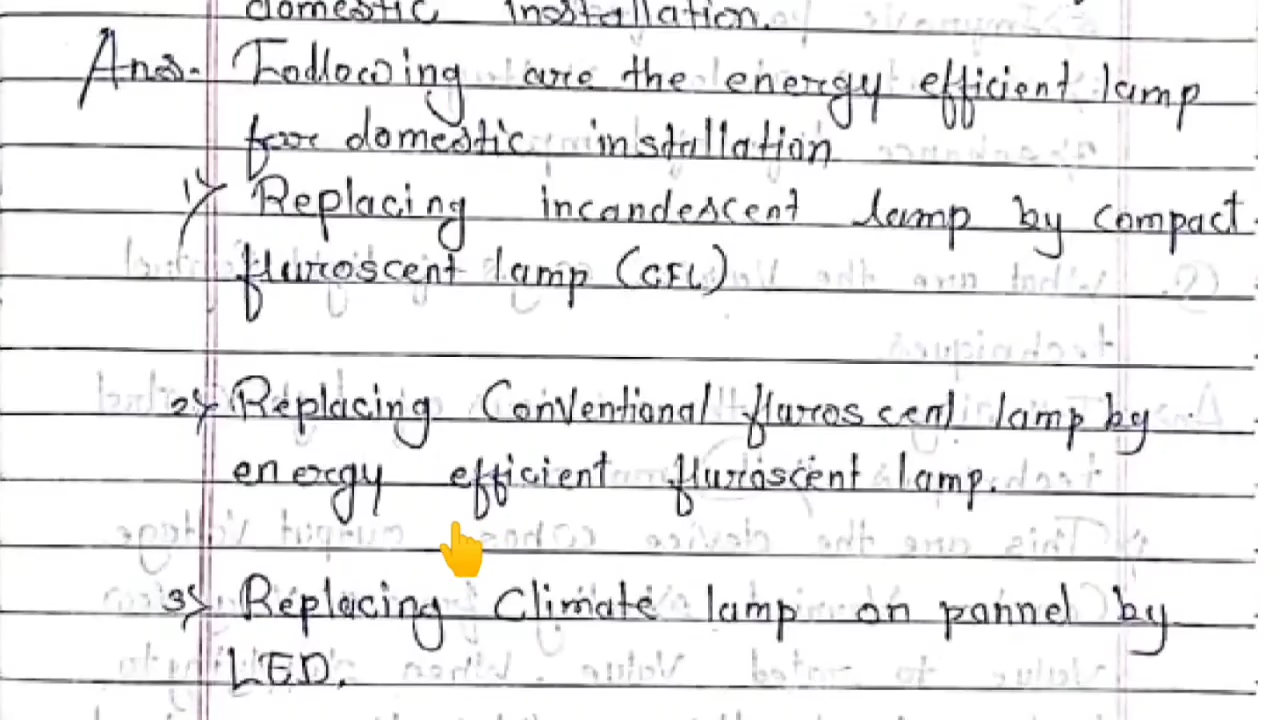 domestic installation.
Ans. Following are the energy efficient lamp
for domestic installation
1) Replacing incandescent lamp by compact
fluroscent lamp (CFL)
2) Replacing Conventional fluroscent lamp by
energy efficient fluroscent lamp.
3) Replacing Climate lamp on pannel by
LED.